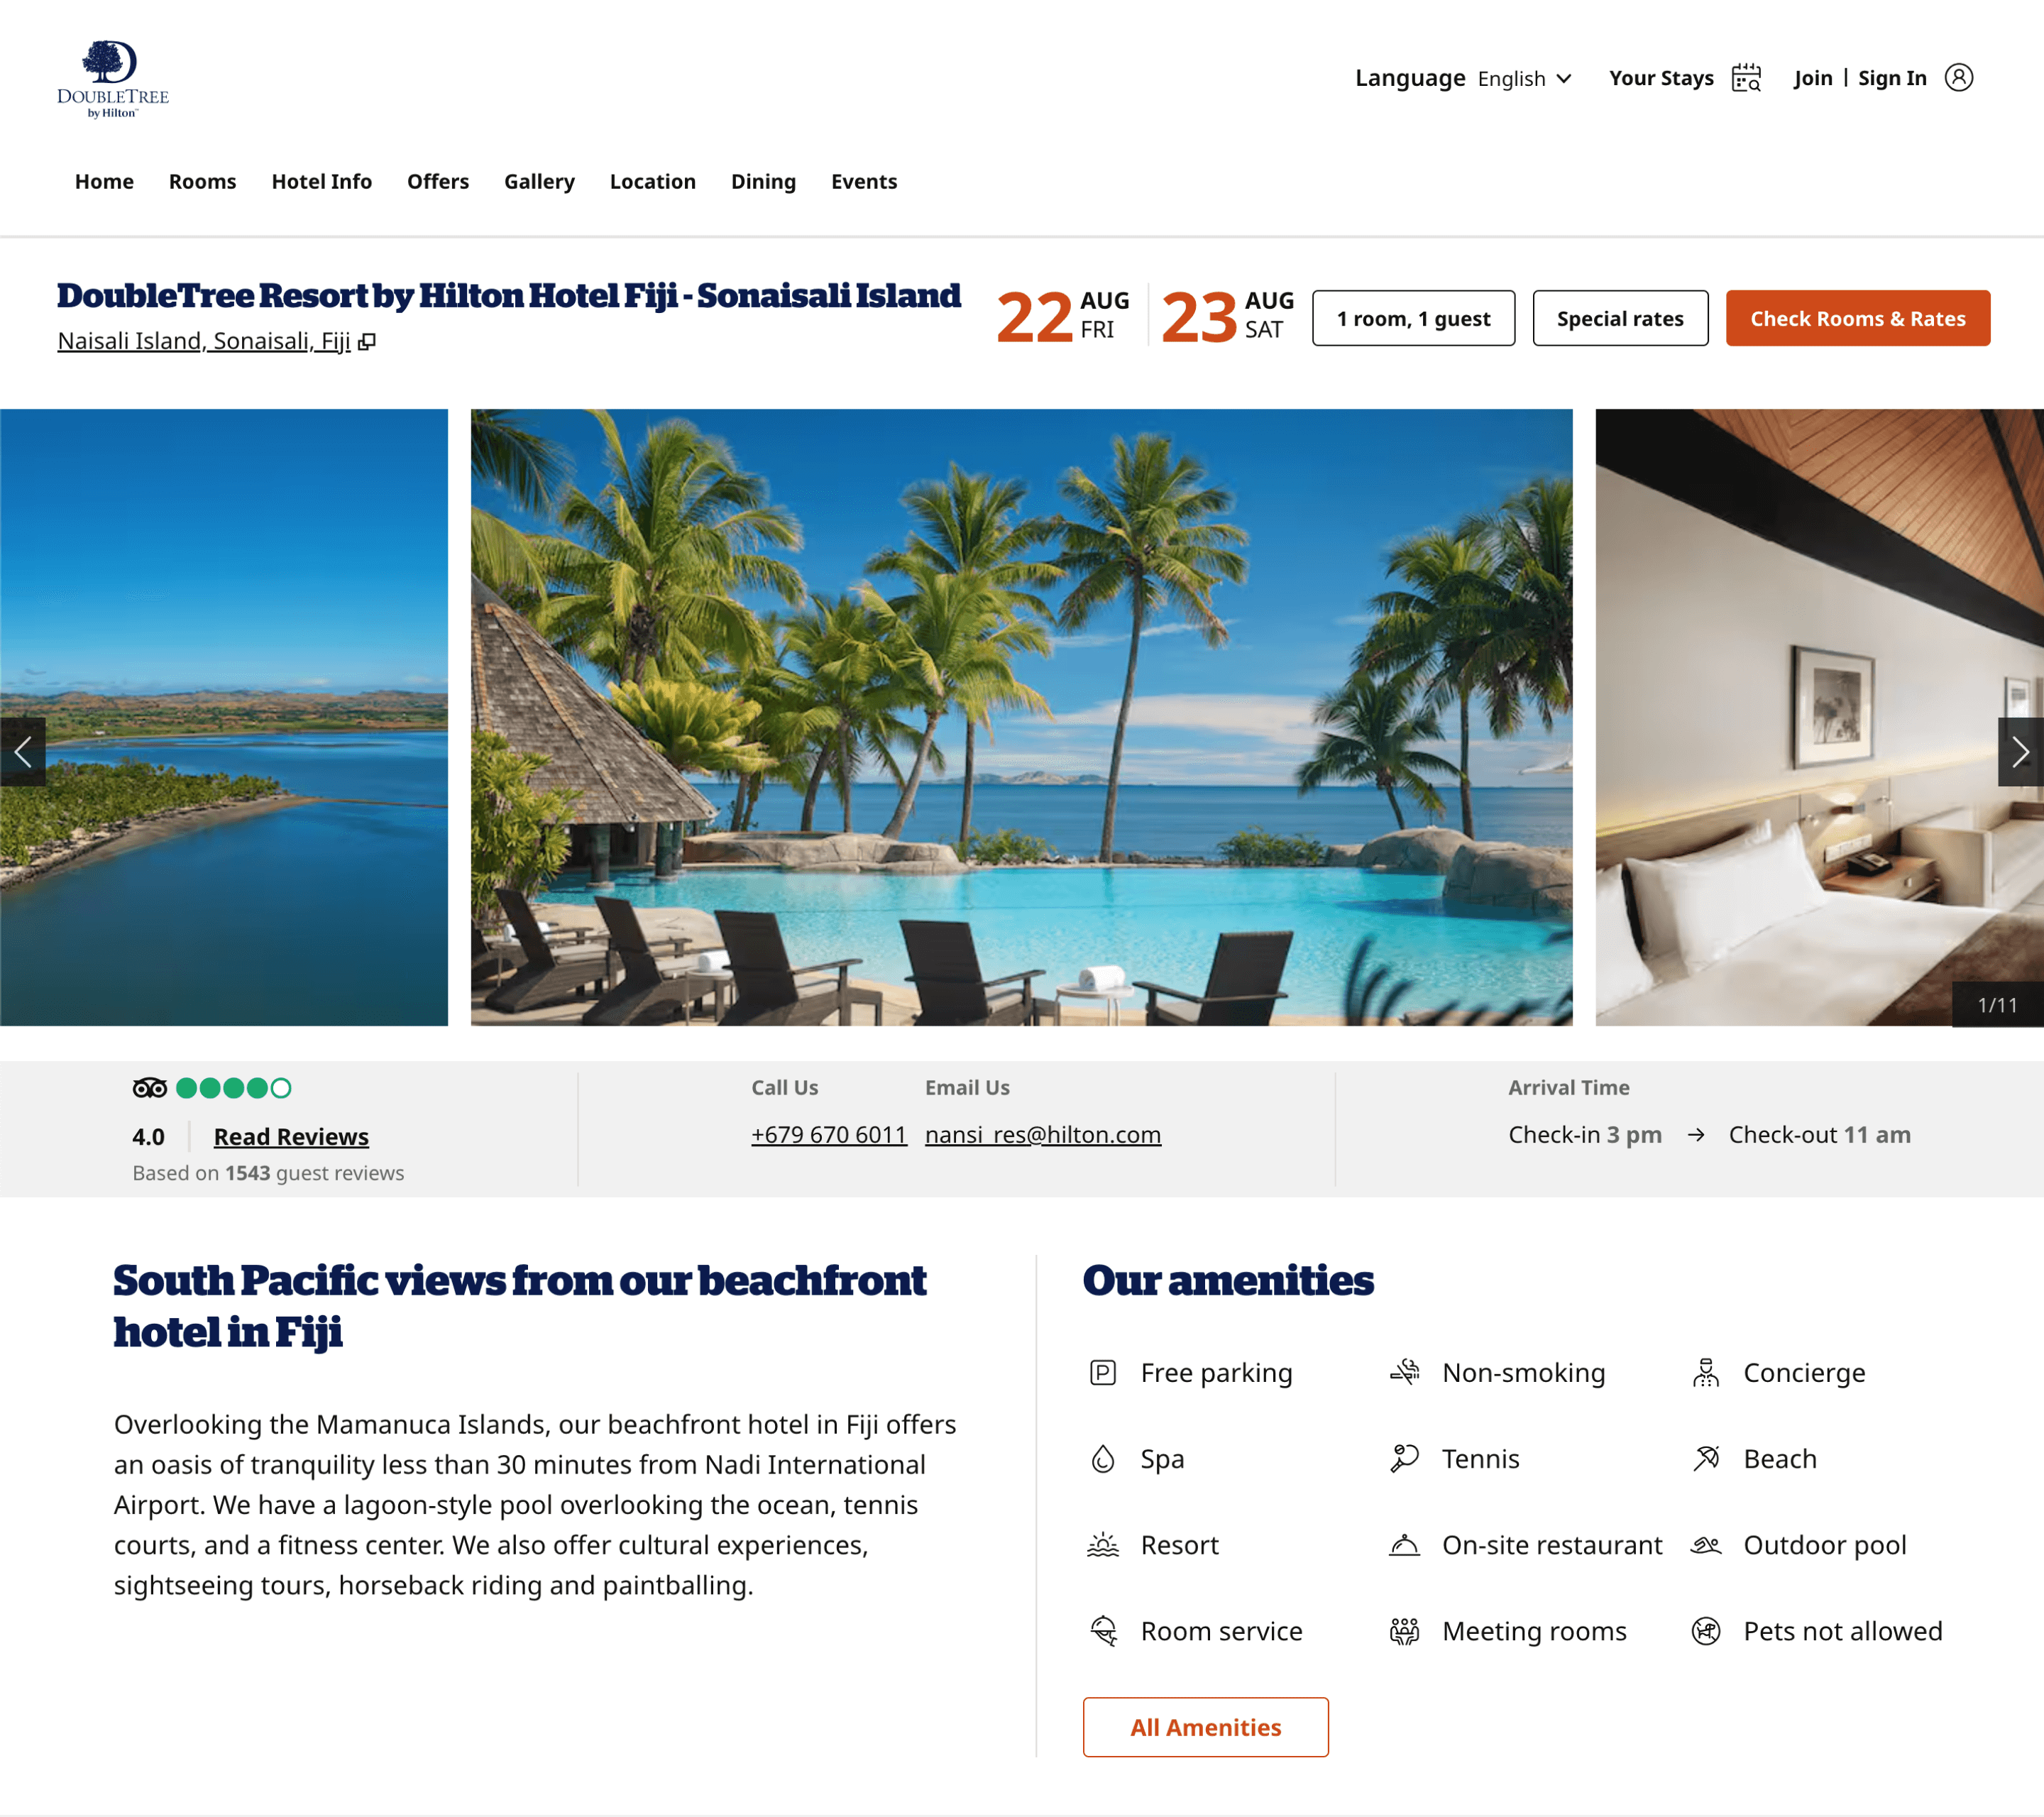 DOUBLETREE
by Hilton™
Language English
Your Stays
Join | Sign In
Home Rooms Hotel Info Offers Gallery Location Dining Events
DoubleTree Resort by Hilton Hotel Fiji - Sonaisali Island
Naisali Island, Sonaisali, Fiji
22 AUG FRI
23 AUG SAT
1 room, 1 guest
Special rates
Check Rooms & Rates
1/11
4.0 Read Reviews
Based on 1543 guest reviews
Call Us
+679 670 6011
Email Us
nansi_res@hilton.com
Arrival Time
Check-in 3 pm → Check-out 11 am
South Pacific views from our beachfront
hotel in Fiji
Overlooking the Mamanuca Islands, our beachfront hotel in Fiji offers
an oasis of tranquility less than 30 minutes from Nadi International
Airport. We have a lagoon-style pool overlooking the ocean, tennis
courts, and a fitness center. We also offer cultural experiences,
sightseeing tours, horseback riding and paintballing.
Our amenities
Free parking Non-smoking Concierge
Spa Tennis Beach
Resort On-site restaurant Outdoor pool
Room service Meeting rooms Pets not allowed
All Amenities